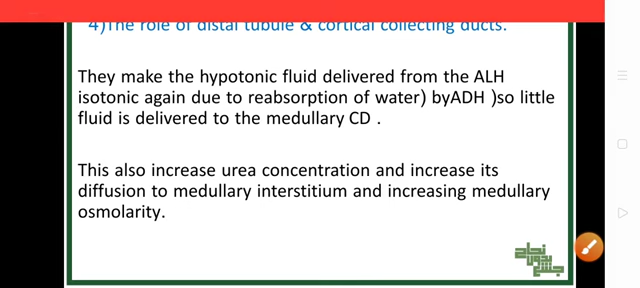 4)The role of distal tubule & cortical collecting ducts.
They make the hypotonic fluid delivered from the ALH
isotonic again due to reabsorption of water) byADH )so little
fluid is delivered to the medullary CD .
This also increase urea concentration and increase its
diffusion to medullary interstitium and increasing medullary
osmolarity.